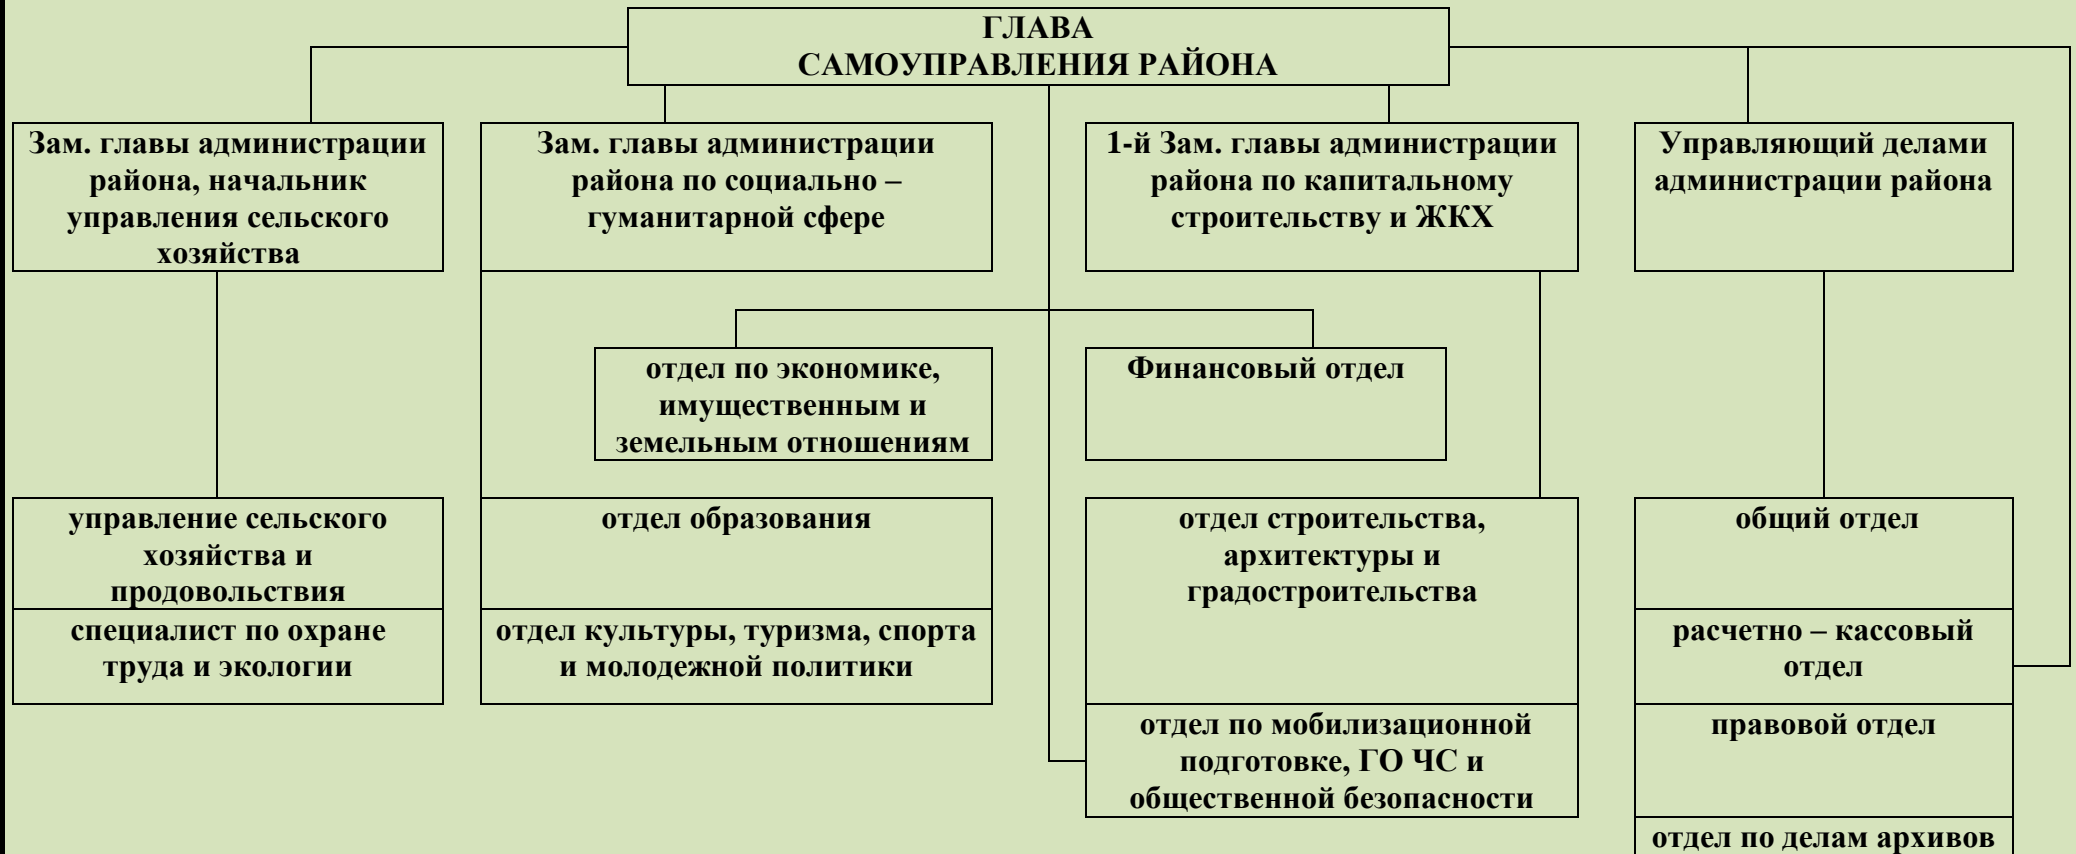 ГЛАВА
САМОУПРАВЛЕНИЯ РАЙОНА
Зам. главы администрации
района, начальник
управления сельского
хозяйства
Зам. главы администрации
района по социально –
гуманитарной сфере
1-й Зам. главы администрации
района по капитальному
строительству и ЖКХ
Управляющий делами
администрации района
отдел по экономике,
имущественным и
земельным отношениям
Финансовый отдел
управление сельского
хозяйства и
продовольствия
специалист по охране
труда и экологии
отдел образования
отдел культуры, туризма, спорта
и молодежной политики
отдел строительства,
архитектуры и
градостроительства
отдел по мобилизационной
подготовке, ГО ЧС и
общественной безопасности
общий отдел
расчетно – кассовый
отдел
правовой отдел
отдел по делам архивов